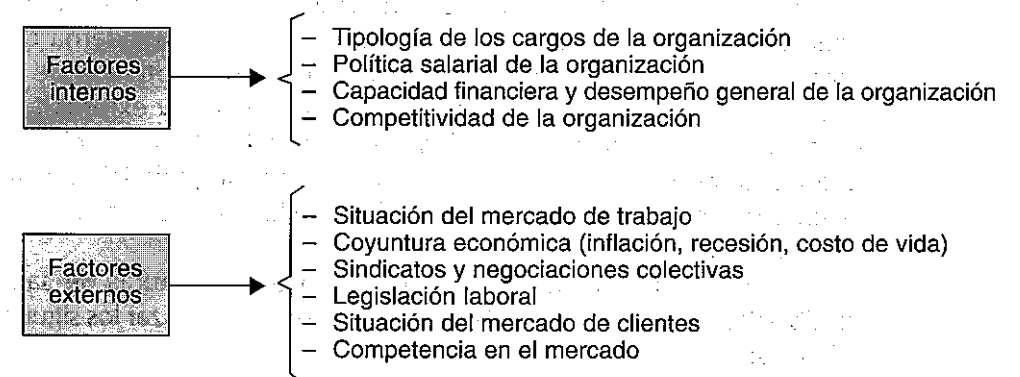 Factores
internos
– Tipología de los cargos de la organización
– Política salarial de la organización
– Capacidad financiera y desempeño general de la organización
– Competitividad de la organización
Factores
externos
– Situación del mercado de trabajo
– Coyuntura económica (inflación, recesión, costo de vida)
– Sindicatos y negociaciones colectivas
– Legislación laboral
– Situación del mercado de clientes
– Competencia en el mercado